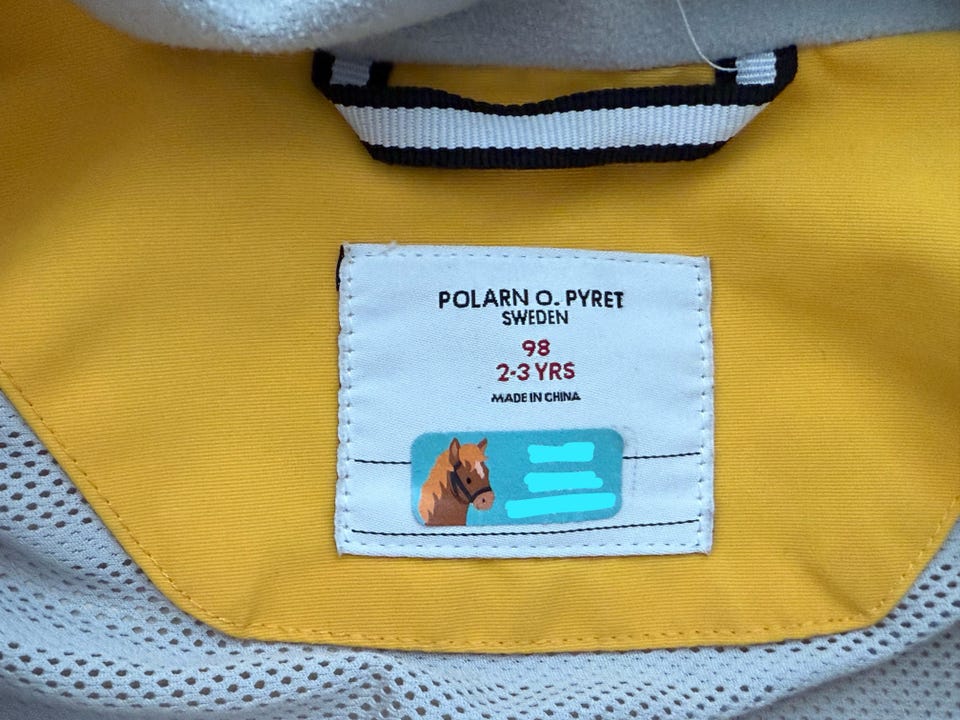 POLARN O. PYRET
SWEDEN
98
2-3 YRS
MADE IN CHINA